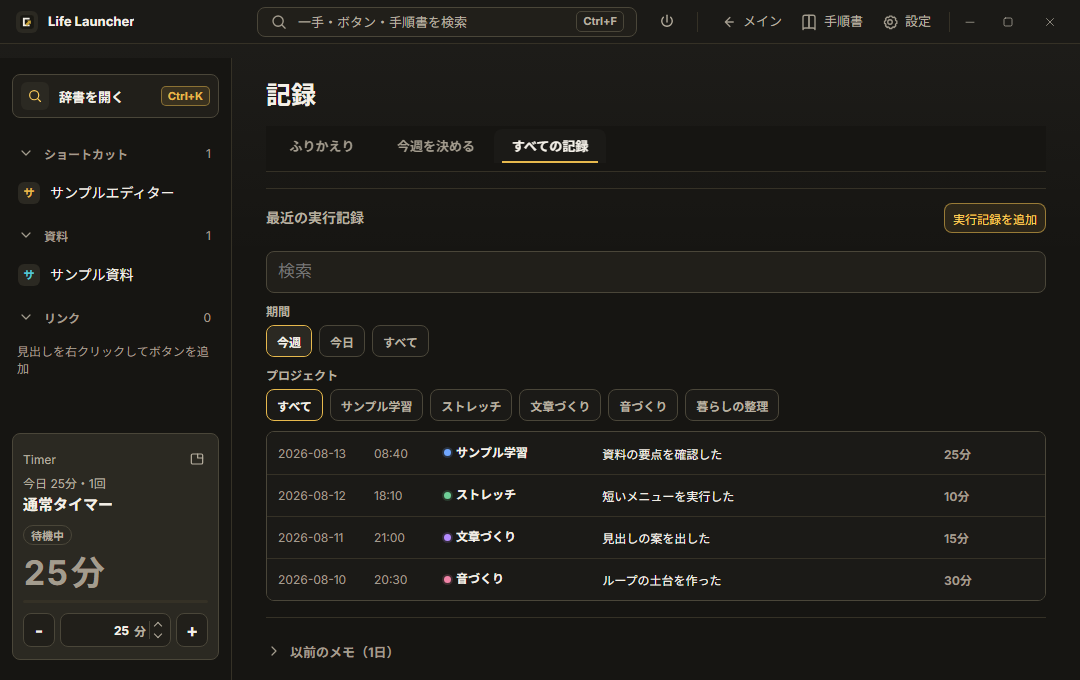 Life Launcher
一手・ボタン・手順書を検索
Ctrl+F
メイン
手順書
設定
辞書を開く
Ctrl+K
ショートカット 1
サ サンプルエディター
資料 1
サ サンプル資料
リンク 0
見出しを右クリックしてボタンを追
加
Timer
今日 25分・1回
通常タイマー
待機中
25分
- 25 分 +
記録
ふりかえり 今週を決める すべての記録
最近の実行記録 実行記録を追加
検索
期間
今週 今日 すべて
プロジェクト
すべて サンプル学習 ストレッチ 文章づくり 音づくり 暮らしの整理
2026-08-13 08:40 サンプル学習 資料の要点を確認した 25分
2026-08-12 18:10 ストレッチ 短いメニューを実行した 10分
2026-08-11 21:00 文章づくり 見出しの案を出した 15分
2026-08-10 20:30 音づくり ループの土台を作った 30分
以前のメモ（1日）